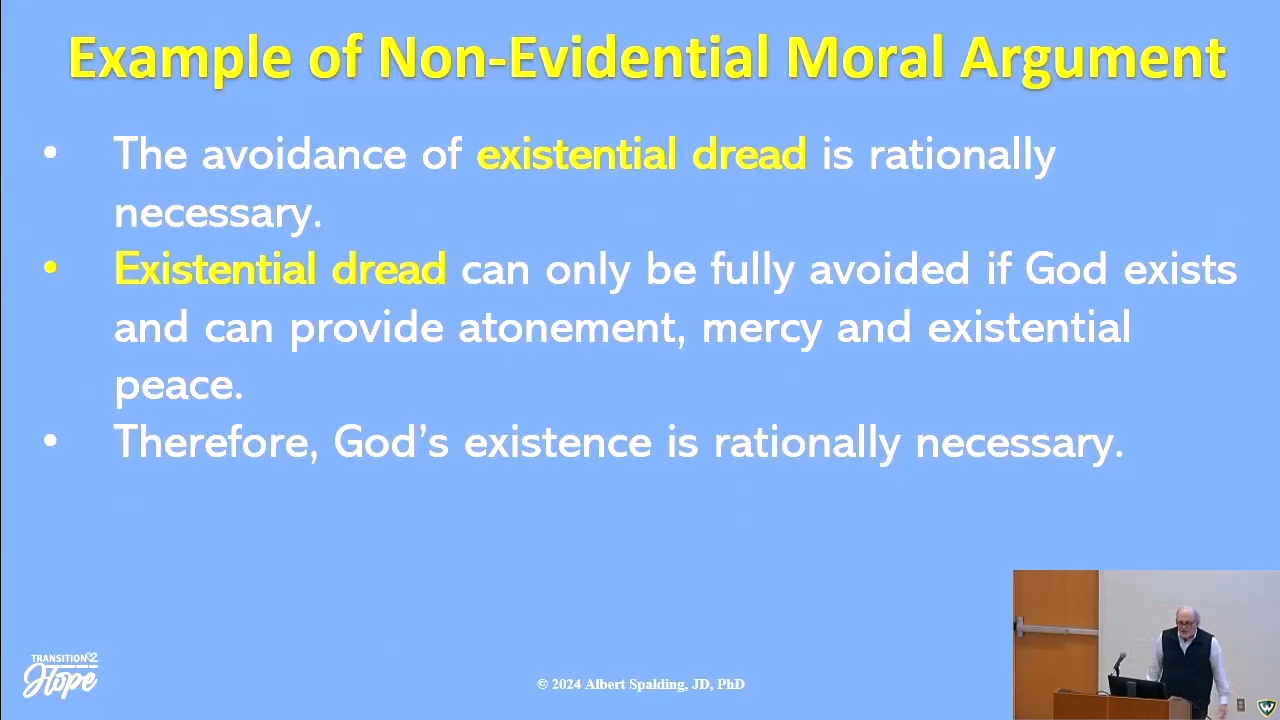 Example of Non-Evidential Moral Argument
• The avoidance of existential dread is rationally
necessary.
• Existential dread can only be fully avoided if God exists
and can provide atonement, mercy and existential
peace.
• Therefore, God’s existence is rationally necessary.
TRANSITION2
Hope
© 2024 Albert Spalding, JD, PhD
W